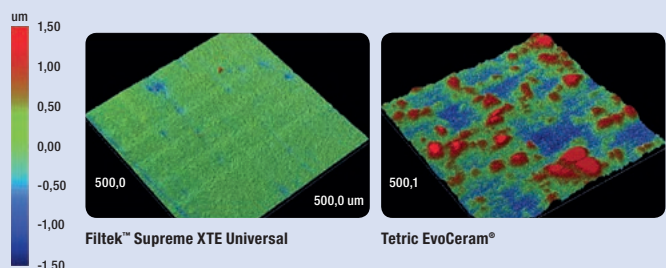 um
1,50
1,00
0,50
0,00
-0,50
-1,00
-1,50
500,0
500,0 um
Filtek™ Supreme XTE Universal
500,1
Tetric EvoCeram®